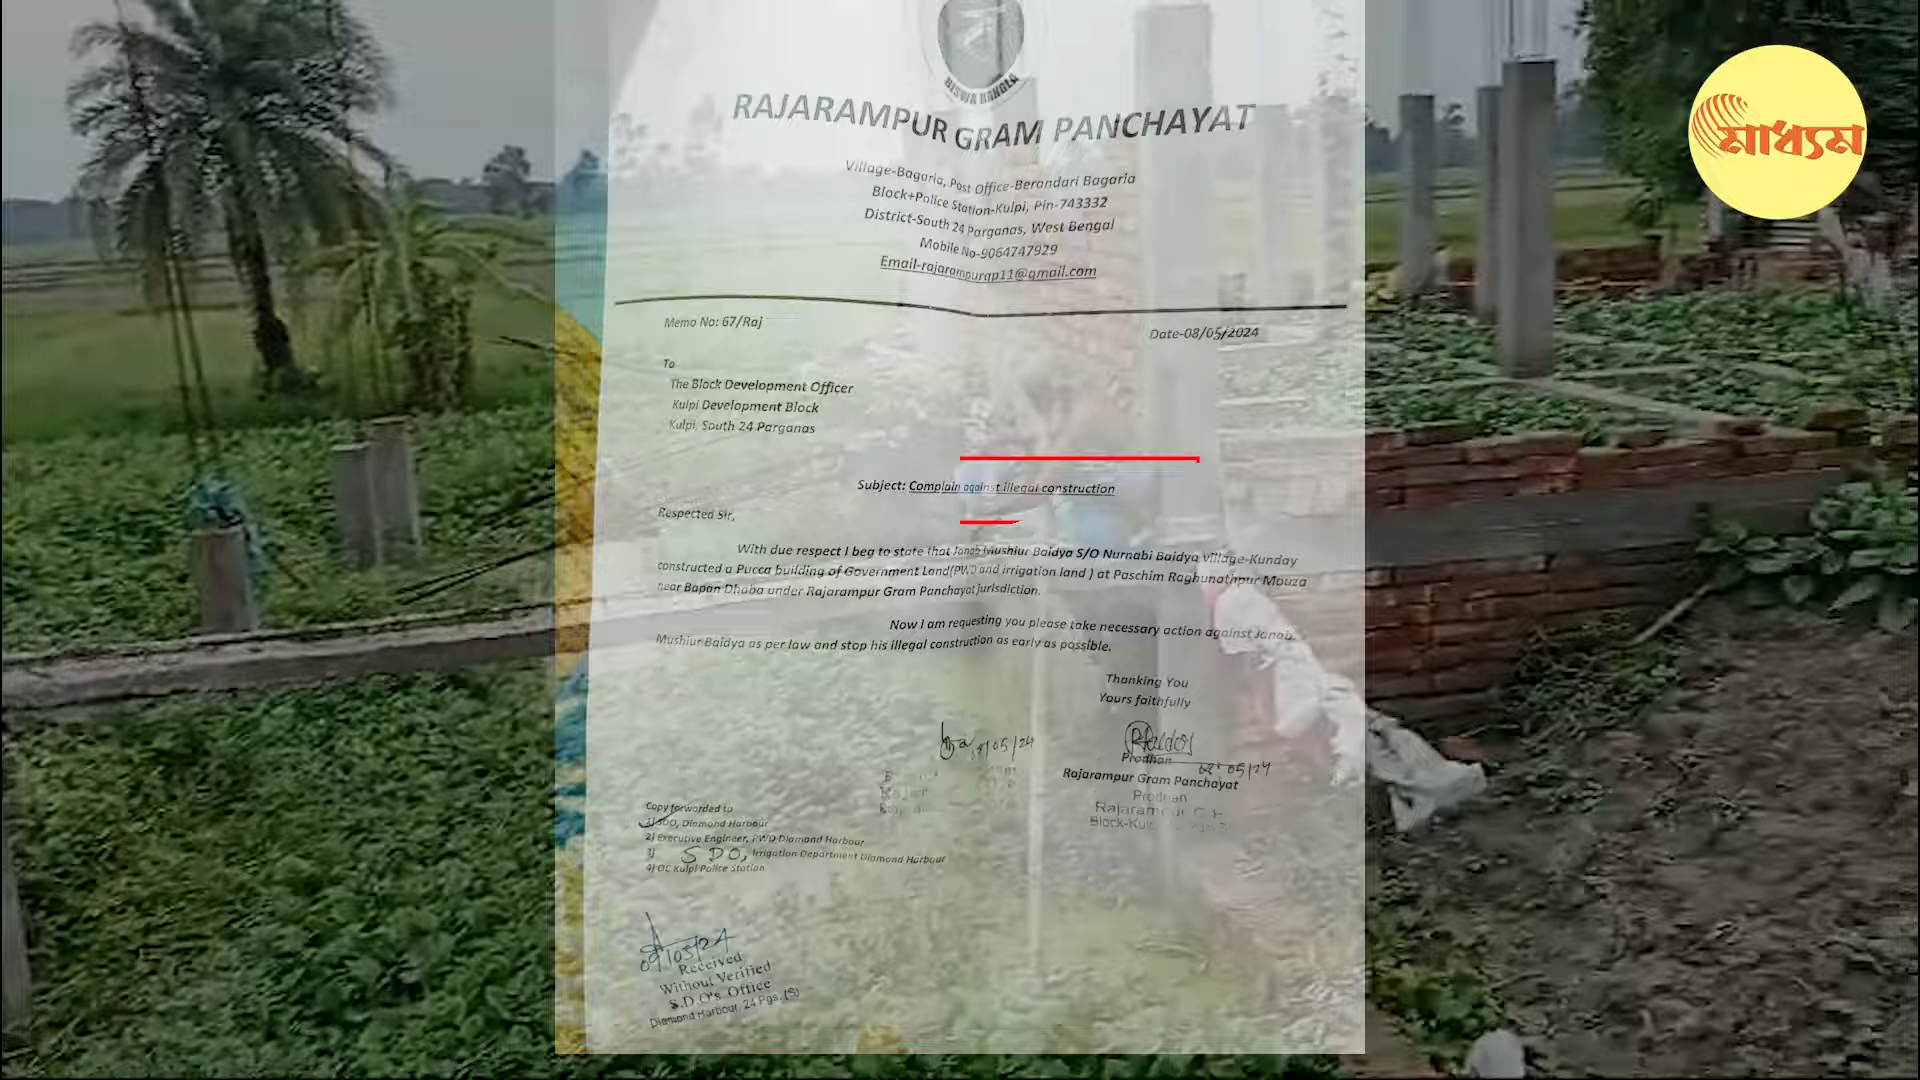 মাধ্যম
BISWA BANGLA
RAJARAMPUR GRAM PANCHAYAT
Village-Bagaria, Post Office-Berandari Bagaria
Block+Police Station-Kulpi, Pin-743332
District-South 24 Parganas, West Bengal
Mobile No-9064747929
Email-rajarampurgp11@gmail.com
Memo No: 67/Raj
Date-08/05/2024
To
The Block Development Officer
Kulpi Development Block
Kulpi, South 24 Parganas
Subject: Complain against illegal construction
Respected Sir,
With due respect I beg to state that Janab Mushiur Baidya S/O Nurnabi Baidya village-Kunday
constructed a Pucca building of Government Land(PWD and irrigation land ) at Paschim Raghunathpur Mouza
near Bapan Dhaba under Rajarampur Gram Panchayat jurisdiction.
Now I am requesting you please take necessary action against Janab
Mushiur Baidya as per law and stop his illegal construction as early as possible.
Thanking You
Yours faithfully
Prodhan
08/05/24
Rajarampur Gram Panchayat
Prodhan
Copy forwarded to
1) SDO, Diamond Harbour
2) Executive Engineer, PWD Diamond Harbour
3) SDO, Irrigation Department Diamond Harbour
4) OC Kulpi Police Station
Received
Without Verified
S.D.O's Office
Diamond Harbour, 24 Pgs. (S)